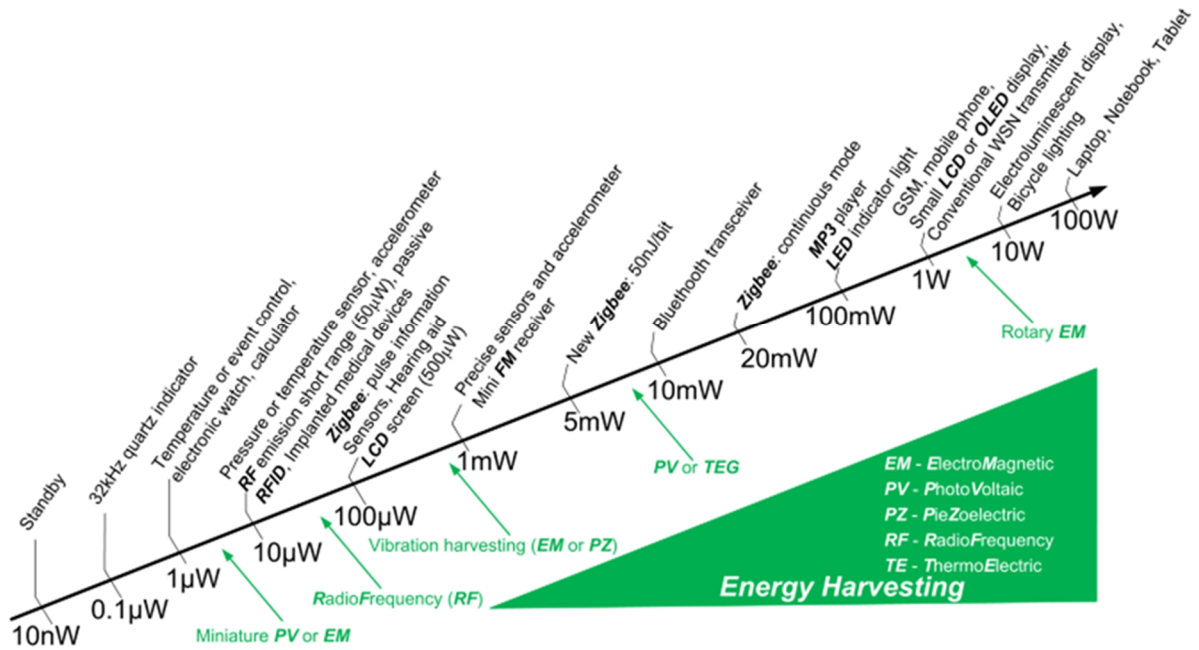 Standby
32kHz quartz indicator
Temperature or event control,
electronic watch, calculator
Pressure or temperature sensor, accelerometer
RF emission short range (50µW), passive
RFID, Implanted medical devices
Zigbee: pulse information
Sensors, Hearing aid
LCD screen (500µW)
Precise sensors and accelerometer
Mini FM receiver
New Zigbee: 50nJ/bit
Bluethooth transceiver
Zigbee: continuous mode
MP3 player
LED indicator light
GSM, mobile phone,
Small LCD or OLED display,
Conventional WSN transmitter
Electroluminescent display,
Bicycle lighting
Laptop, Notebook, Tablet
10nW
0.1µW
1µW
10µW
100µW
1mW
5mW
10mW
20mW
100mW
1W
10W
100W
Miniature PV or EM
RadioFrequency (RF)
Vibration harvesting (EM or PZ)
PV or TEG
Rotary EM
EM - ElectroMagnetic
PV - PhotoVoltaic
PZ - PieZoelectric
RF - RadioFrequency
TE - ThermoElectric
Energy Harvesting